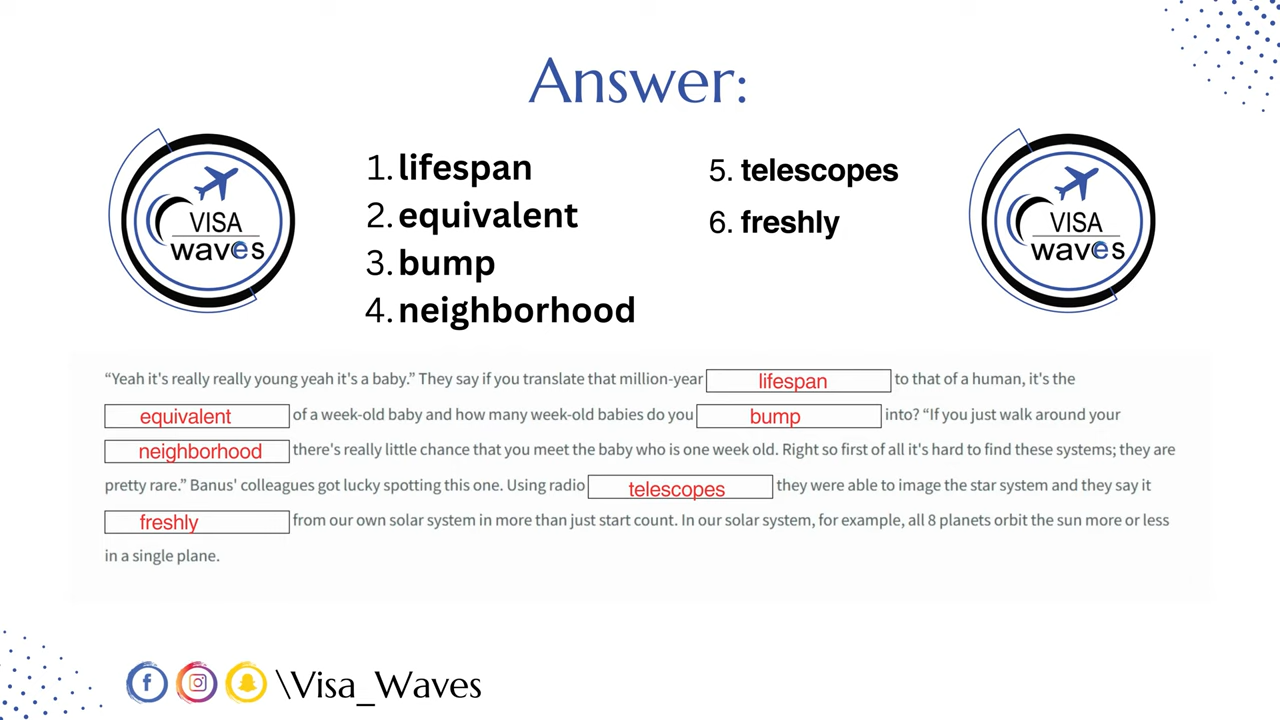 Answer:
VISA
waves
1. lifespan
2. equivalent
3. bump
4. neighborhood
5. telescopes
6. freshly
VISA
waves
“Yeah it's really really young yeah it's a baby.” They say if you translate that million-year lifespan to that of a human, it's the
equivalent of a week-old baby and how many week-old babies do you bump into? “If you just walk around your
neighborhood there's really little chance that you meet the baby who is one week old. Right so first of all it's hard to find these systems; they are
pretty rare.” Banus' colleagues got lucky spotting this one. Using radio telescopes they were able to image the star system and they say it
freshly from our own solar system in more than just start count. In our solar system, for example, all 8 planets orbit the sun more or less
in a single plane.
\Visa_Waves